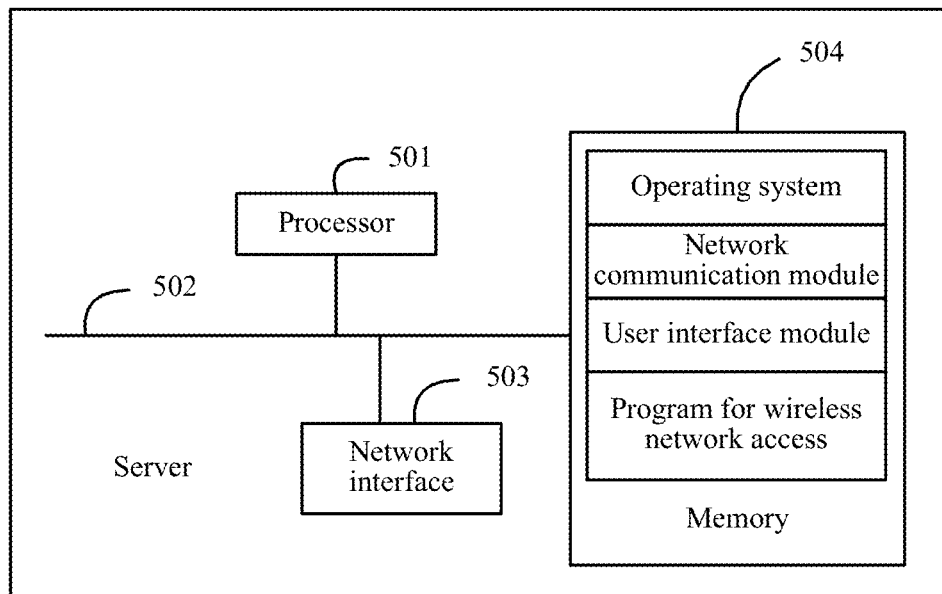 504
501
Operating system
Processor
Network
communication module
502
User interface module
503
Program for wireless
network access
Network
interface
Server
Memory